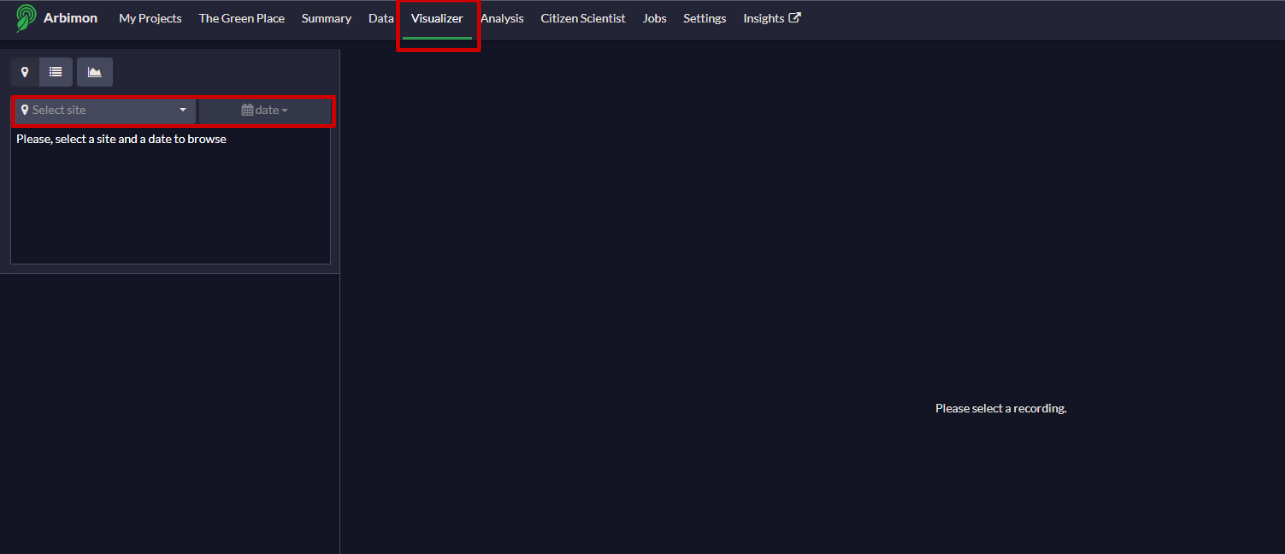 Arbimon My Projects The Green Place Summary Data Visualizer Analysis Citizen Scientist Jobs Settings Insights
Select site date
Please, select a site and a date to browse
Please select a recording.